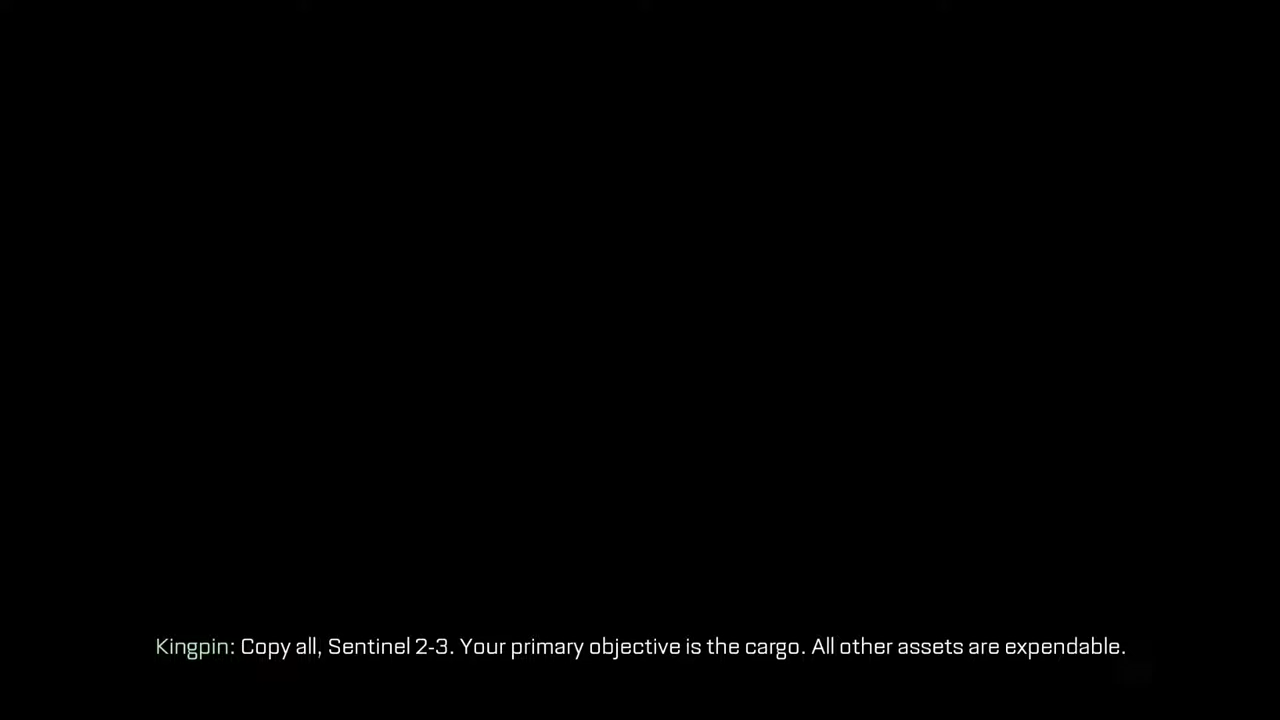 Kingpin: Copy all, Sentinel 2-3. Your primary objective is the cargo. All other assets are expendable.